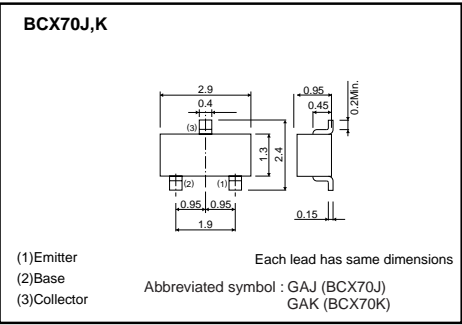 BCX70J,K
2.9
0.4
(3)
1.3
2.4
(2)
(1)
0.95 0.95
1.9
0.95
0.45
0.2Min.
0.15
(1)Emitter
(2)Base
(3)Collector
Each lead has same dimensions
Abbreviated symbol : GAJ (BCX70J)
GAK (BCX70K)